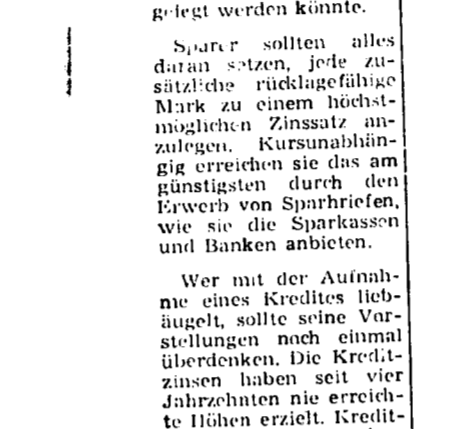 gelegt werden könnte.
Sparer sollten alles
daran setzen, jede zu-
sätzliche rücklagefähige
Mark zu einem höchst-
möglichen Zinssatz an-
zulegen. Kursunabhän-
gig erreichen sie das am
günstigsten durch den
Erwerb von Sparbriefen,
wie sie die Sparkassen
und Banken anbieten.
Wer mit der Aufnah-
me eines Kredites lieb-
äugelt, sollte seine Vor-
stellungen noch einmal
überdenken. Die Kredit-
zinsen haben seit vier
Jahrzehnten nie erreich-
te Höhen erzielt. Kredit-